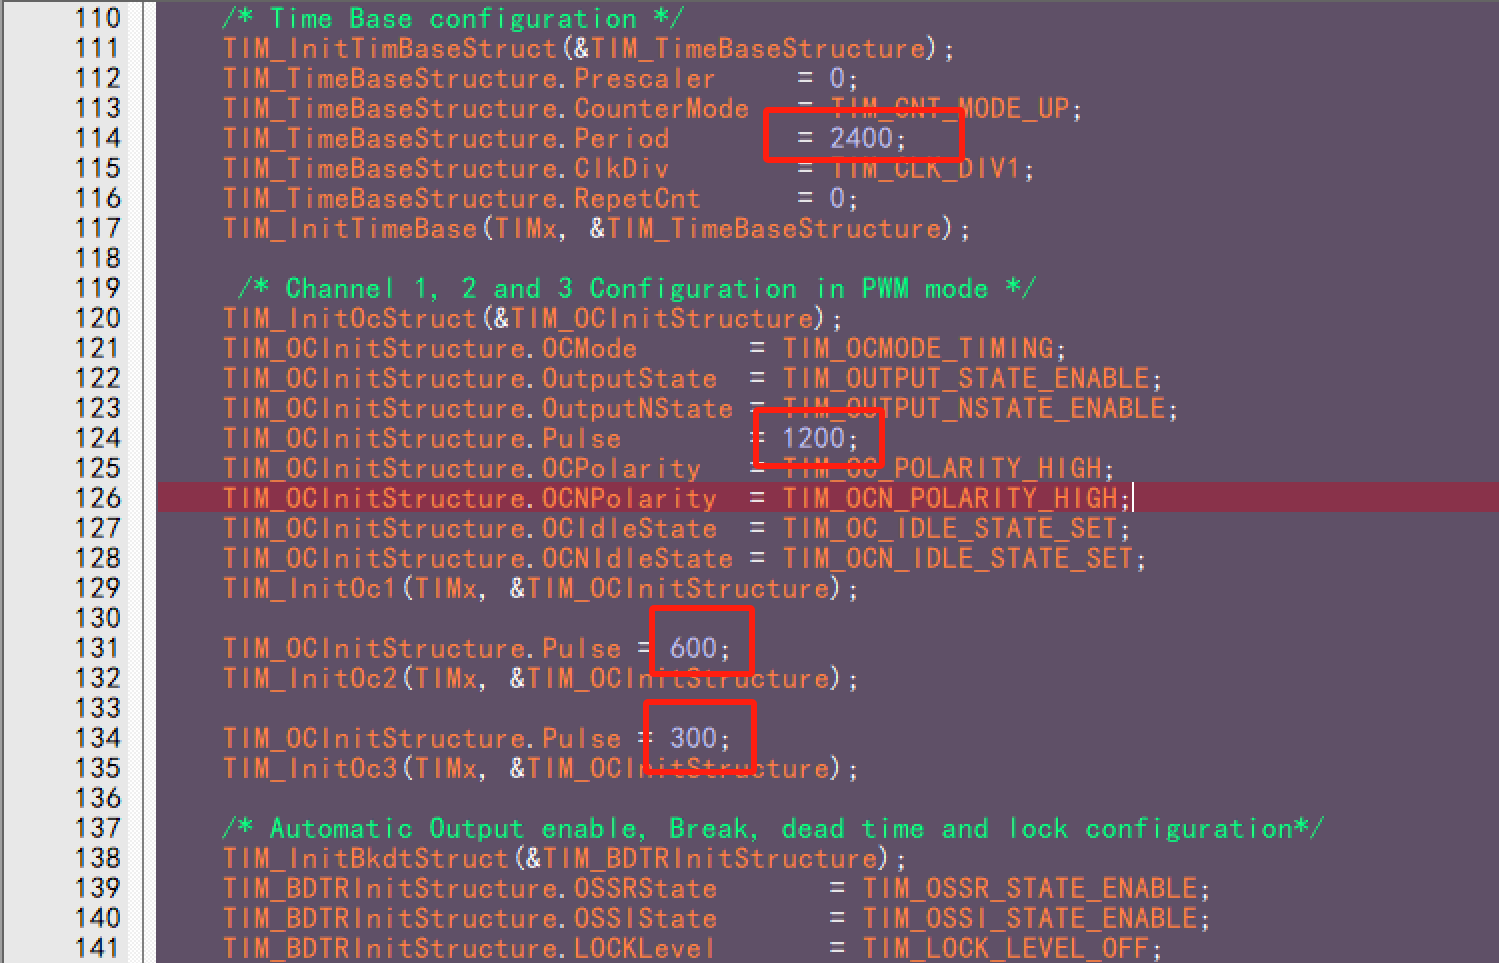 110 /* Time Base configuration */
111 TIM_InitTimBaseStruct(&TIM_TimeBaseStructure);
112 TIM_TimeBaseStructure.Prescaler = 0;
113 TIM_TimeBaseStructure.CounterMode = TIM_CNT_MODE_UP;
114 TIM_TimeBaseStructure.Period = 2400;
115 TIM_TimeBaseStructure.ClkDiv = TIM_CLK_DIV1;
116 TIM_TimeBaseStructure.RepetCnt = 0;
117 TIM_InitTimeBase(TIMx, &TIM_TimeBaseStructure);
118
119 /* Channel 1, 2 and 3 Configuration in PWM mode */
120 TIM_InitOcStruct(&TIM_OCInitStructure);
121 TIM_OCInitStructure.OCMode = TIM_OCMODE_TIMING;
122 TIM_OCInitStructure.OutputState = TIM_OUTPUT_STATE_ENABLE;
123 TIM_OCInitStructure.OutputNState = TIM_OUTPUT_NSTATE_ENABLE;
124 TIM_OCInitStructure.Pulse = 1200;
125 TIM_OCInitStructure.OCPolarity = TIM_OC_POLARITY_HIGH;
126 TIM_OCInitStructure.OCNPolarity = TIM_OCN_POLARITY_HIGH;
127 TIM_OCInitStructure.OCIdleState = TIM_OC_IDLE_STATE_SET;
128 TIM_OCInitStructure.OCNIdleState = TIM_OCN_IDLE_STATE_SET;
129 TIM_InitOc1(TIMx, &TIM_OCInitStructure);
130
131 TIM_OCInitStructure.Pulse = 600;
132 TIM_InitOc2(TIMx, &TIM_OCInitStructure);
133
134 TIM_OCInitStructure.Pulse = 300;
135 TIM_InitOc3(TIMx, &TIM_OCInitStructure);
136
137 /* Automatic Output enable, Break, dead time and lock configuration*/
138 TIM_InitBkdtStruct(&TIM_BDTRInitStructure);
139 TIM_BDTRInitStructure.OSSRState = TIM_OSSR_STATE_ENABLE;
140 TIM_BDTRInitStructure.OSSIState = TIM_OSSI_STATE_ENABLE;
141 TIM_BDTRInitStructure.LOCKLevel = TIM_LOCK_LEVEL_OFF;